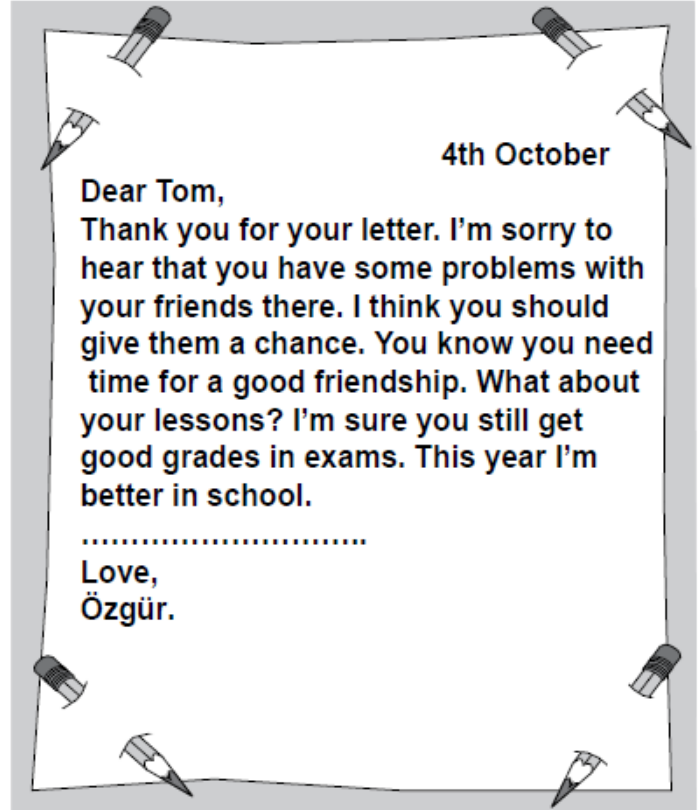 4th October
Dear Tom,
Thank you for your letter. I’m sorry to
hear that you have some problems with
your friends there. I think you should
give them a chance. You know you need
time for a good friendship. What about
your lessons? I’m sure you still get
good grades in exams. This year I’m
better in school.
................................
Love,
Özgür.